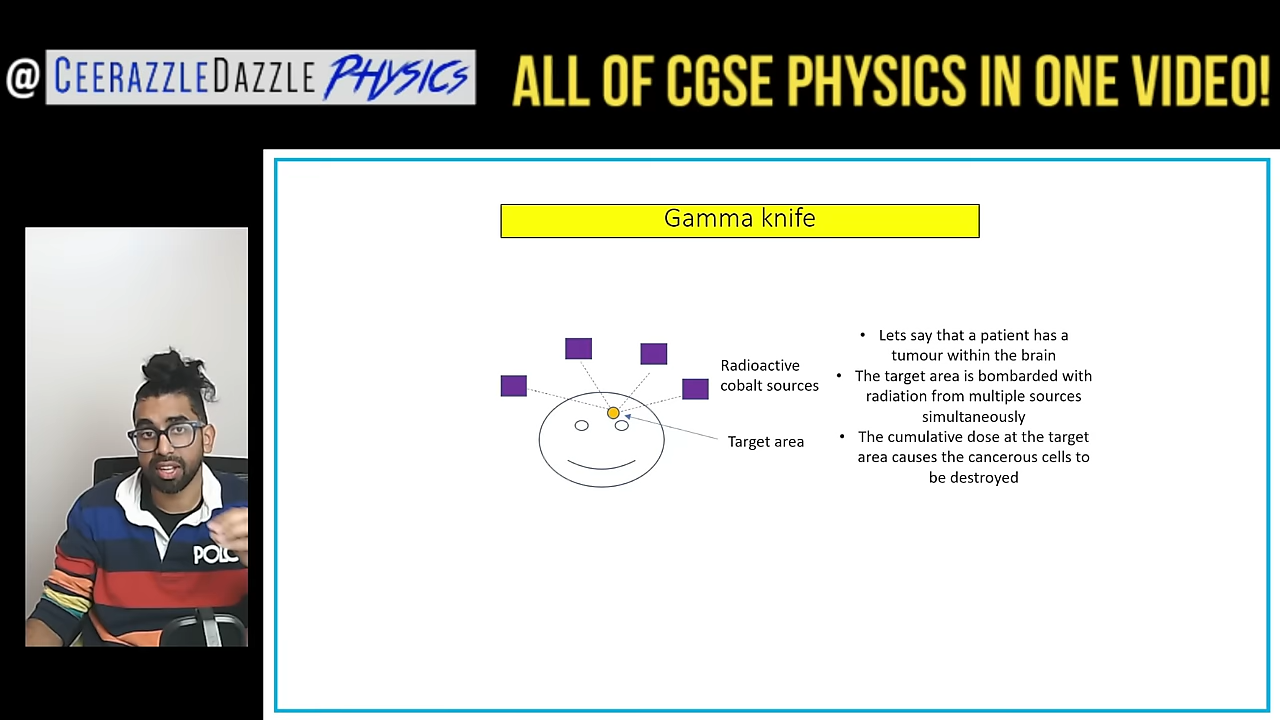 @ CEERAZZLEDAZZLE PHYSICS
ALL OF CGSE PHYSICS IN ONE VIDEO!
Gamma knife
Radioactive
cobalt sources
Target area
• Lets say that a patient has a
tumour within the brain
• The target area is bombarded with
radiation from multiple sources
simultaneously
• The cumulative dose at the target
area causes the cancerous cells to
be destroyed
POLO